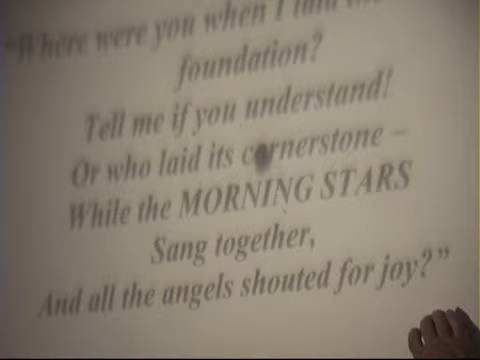 "Where were you when I laid the
foundation?
Tell me if you understand!
Or who laid its cornerstone –
While the MORNING STARS
Sang together,
And all the angels shouted for joy?"